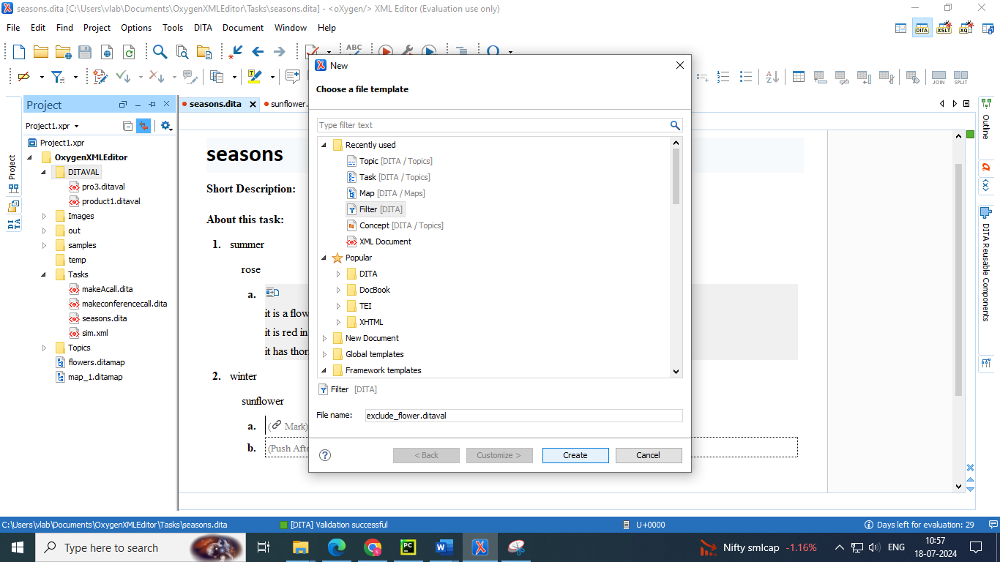 seasons.dita [C:\Users\vlab\Documents\OxygenXMLEditor\Tasks\seasons.dita] - <oXygen/> XML Editor (Evaluation use only)
File Edit Find Project Options Tools DITA Document Window Help
DITA XSLT XQ
ABC
JOIN SPLIT
Project
Project1.xpr
Project1.xpr
OxygenXMLEditor
DITAVAL
pro3.ditaval
product1.ditaval
Images
out
samples
temp
Tasks
makeAcall.dita
makeconferencecall.dita
seasons.dita
sim.xml
Topics
flowers.ditamap
map_1.ditamap
Project
DITA
seasons.dita
sunflower.
seasons
Short Description:
About this task:
1. summer
rose
a.
it is a flow
it is red in
it has thor
2. winter
sunflower
a. (Mark)
b. (Push Afte
New
Choose a file template
Type filter text
Recently used
Topic [DITA / Topics]
Task [DITA / Topics]
Map [DITA / Maps]
Filter [DITA]
Concept [DITA / Topics]
XML Document
Popular
DITA
DocBook
TEI
XHTML
New Document
Global templates
Framework templates
Filter [DITA]
File name: exclude_flower.ditaval
< Back Customize > Create Cancel
Outline
DITA Reusable Components
C:\Users\vlab\Documents\OxygenXMLEditor\Tasks\seasons.dita [DITA] Validation successful U+0000 Days left for evaluation: 29
Type here to search
PC
W
Nifty smlcap -1.16% ENG 10:57
18-07-2024